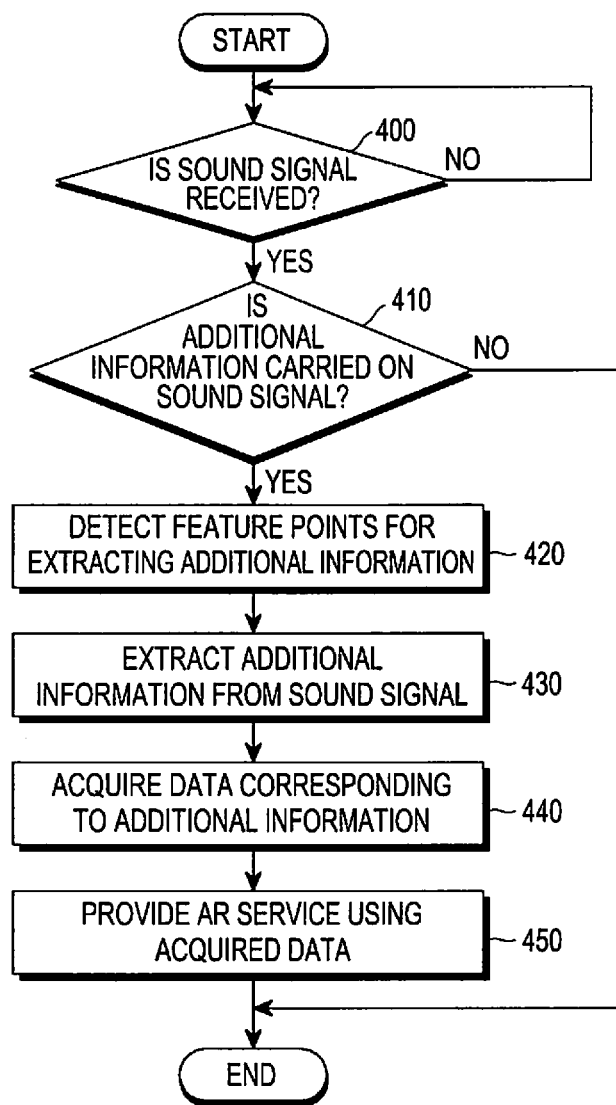 START
400
IS SOUND SIGNAL
RECEIVED?
NO
YES
410
IS
ADDITIONAL
INFORMATION CARRIED ON
SOUND SIGNAL?
NO
YES
DETECT FEATURE POINTS FOR
EXTRACTING ADDITIONAL INFORMATION
420
EXTRACT ADDITIONAL
INFORMATION FROM SOUND SIGNAL
430
ACQUIRE DATA CORRESPONDING
TO ADDITIONAL INFORMATION
440
PROVIDE AR SERVICE USING
ACQUIRED DATA
450
END